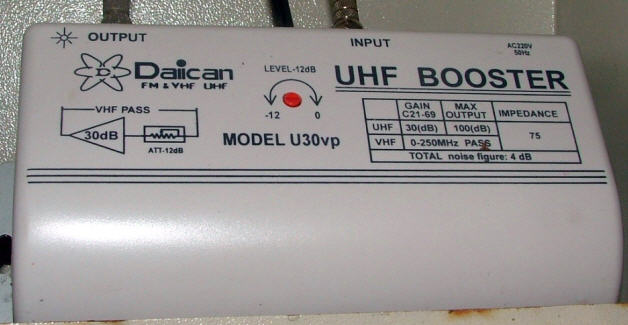 OUTPUT
INPUT
AC220V
50Hz
Daiican
FM & VHF UHF
LEVEL-12dB
-12 0
UHF BOOSTER
VHF PASS
30dB
ATT-12dB
MODEL U30vp
GAIN C21-69 MAX OUTPUT IMPEDANCE
UHF 30(dB) 100(dB) 75
VHF 0-250MHz PASS
TOTAL noise figure: 4 dB